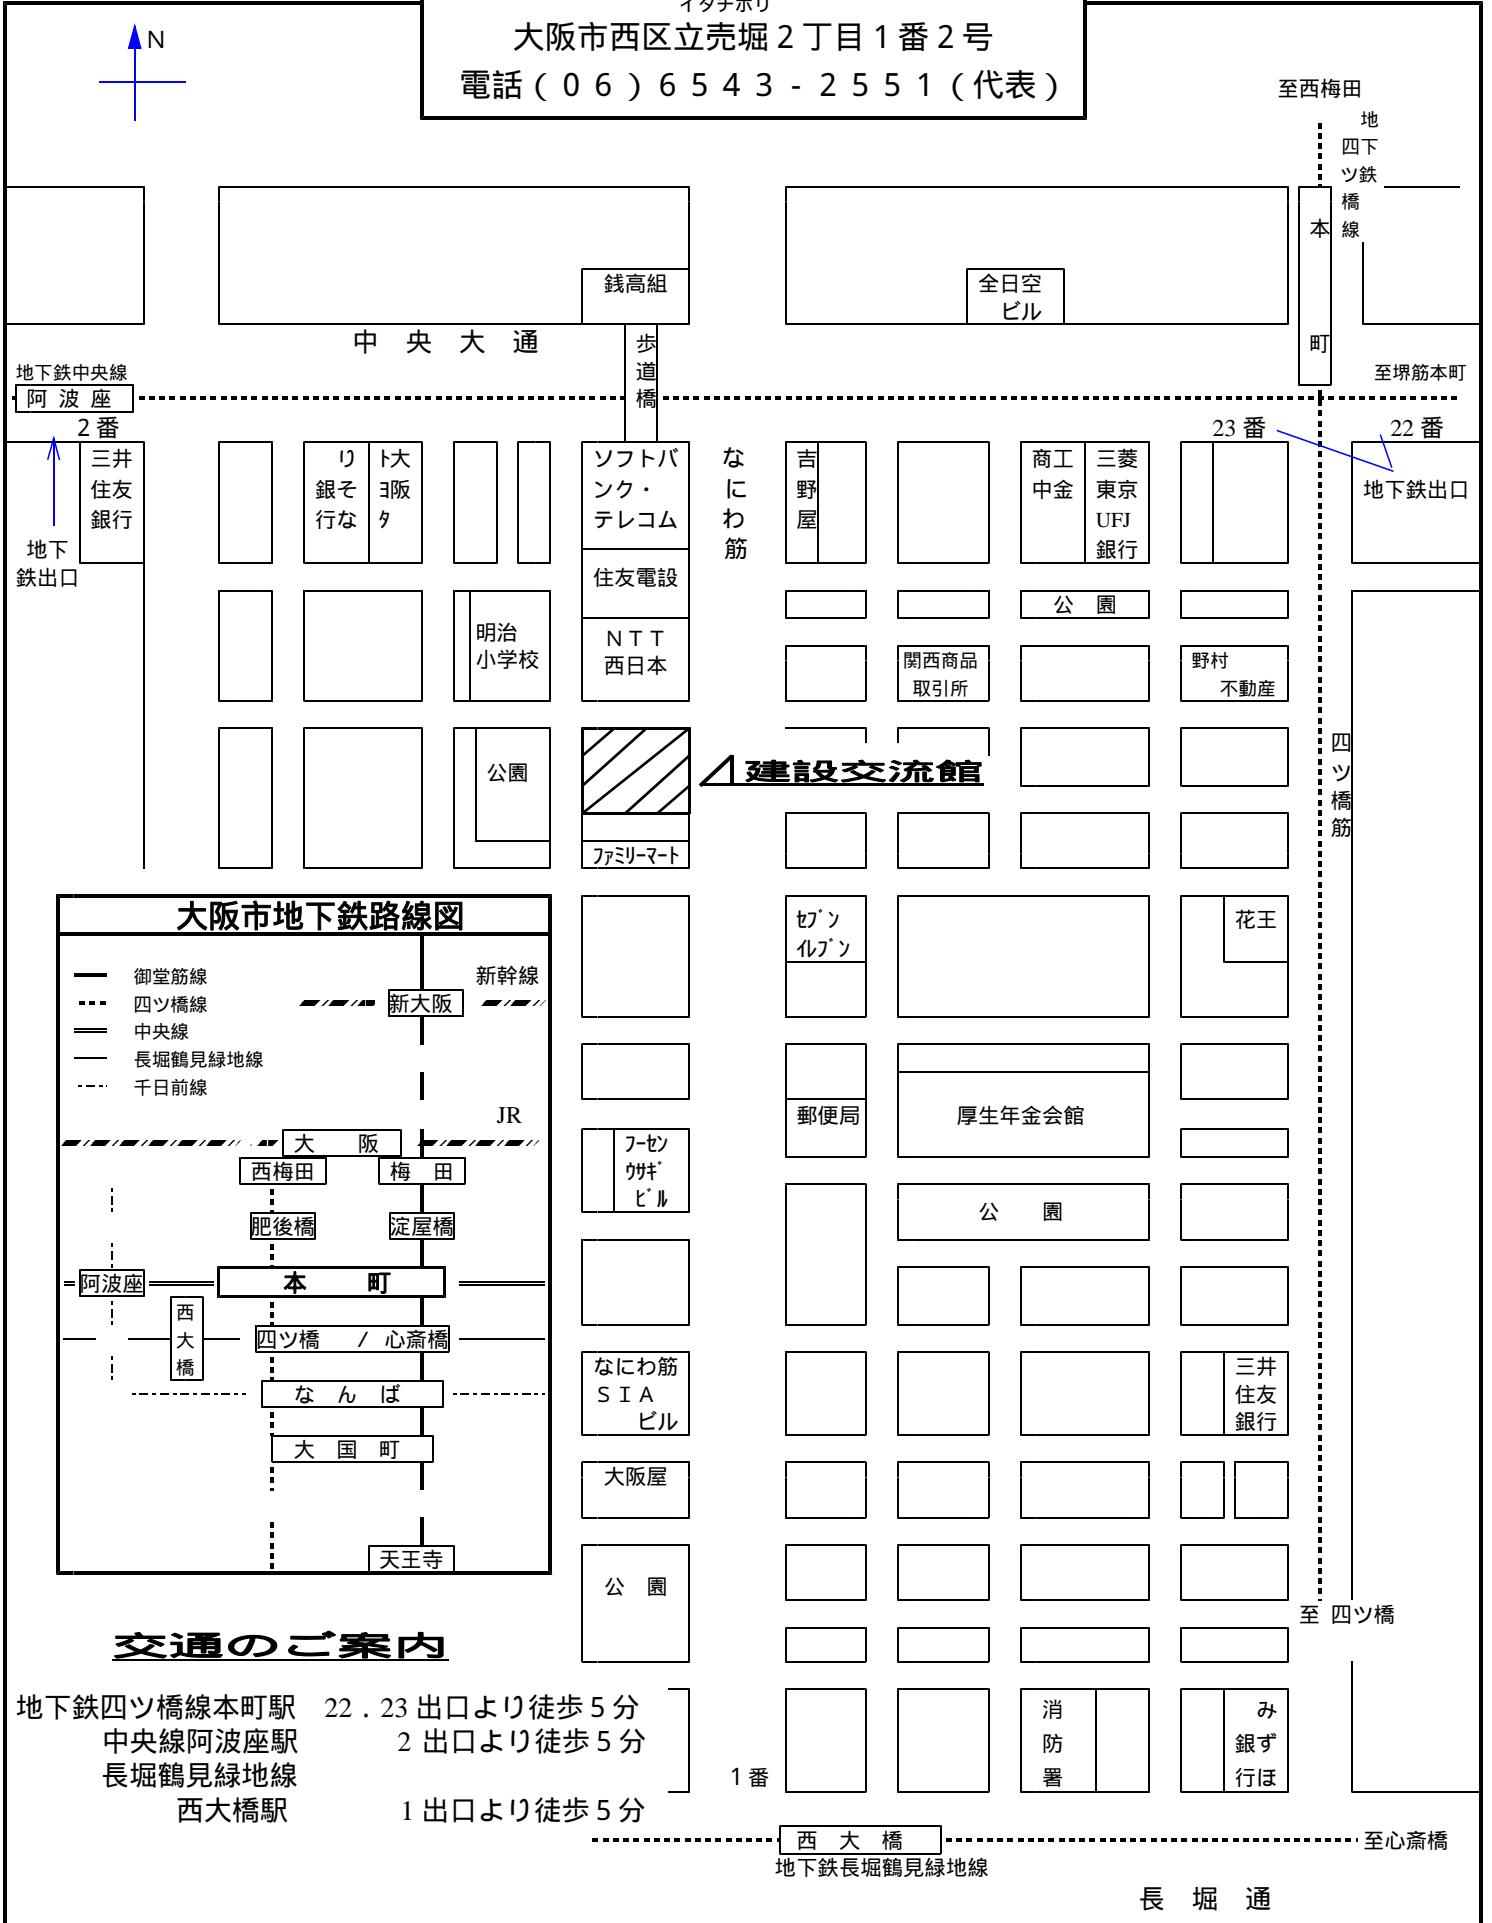 イタチボリ
大阪市西区立売堀2丁目1番2号
電話（06）6543-2551（代表）
N
至西梅田
地下鉄
四ツ橋線
本町
銭高組
全日空
ビル
中央大通
歩道橋
地下鉄中央線
阿波座
至堺筋本町
2番
23番
22番
三井
住友
銀行
りそな
銀行
大阪
トヨタ
ソフトバ
ンク・
テレコム
なにわ筋
吉野屋
商工
中金
三菱
東京
UFJ
銀行
地下鉄出口
地下
鉄出口
住友電設
公園
明治
小学校
NTT
西日本
関西商品
取引所
野村
不動産
公園
建設交流館
四ツ橋筋
ファミリーマート
大阪市地下鉄路線図
御堂筋線
四ツ橋線
中央線
長堀鶴見緑地線
千日前線
新幹線
新大阪
JR
大阪
西梅田
梅田
肥後橋
淀屋橋
阿波座
本町
西大橋
四ツ橋 / 心斎橋
なんば
大国町
天王寺
セブン
イレブン
花王
郵便局
厚生年金会館
フーセン
ウサギ
ビル
公園
なにわ筋
SIA
ビル
三井
住友
銀行
大阪屋
公園
至 四ツ橋
交通のご案内
地下鉄四ツ橋線本町駅 22．23出口より徒歩5分
中央線阿波座駅 2 出口より徒歩5分
長堀鶴見緑地線
西大橋駅 1 出口より徒歩5分
1番
消防署
みずほ
銀行
西大橋
至心斎橋
地下鉄長堀鶴見緑地線
長堀通